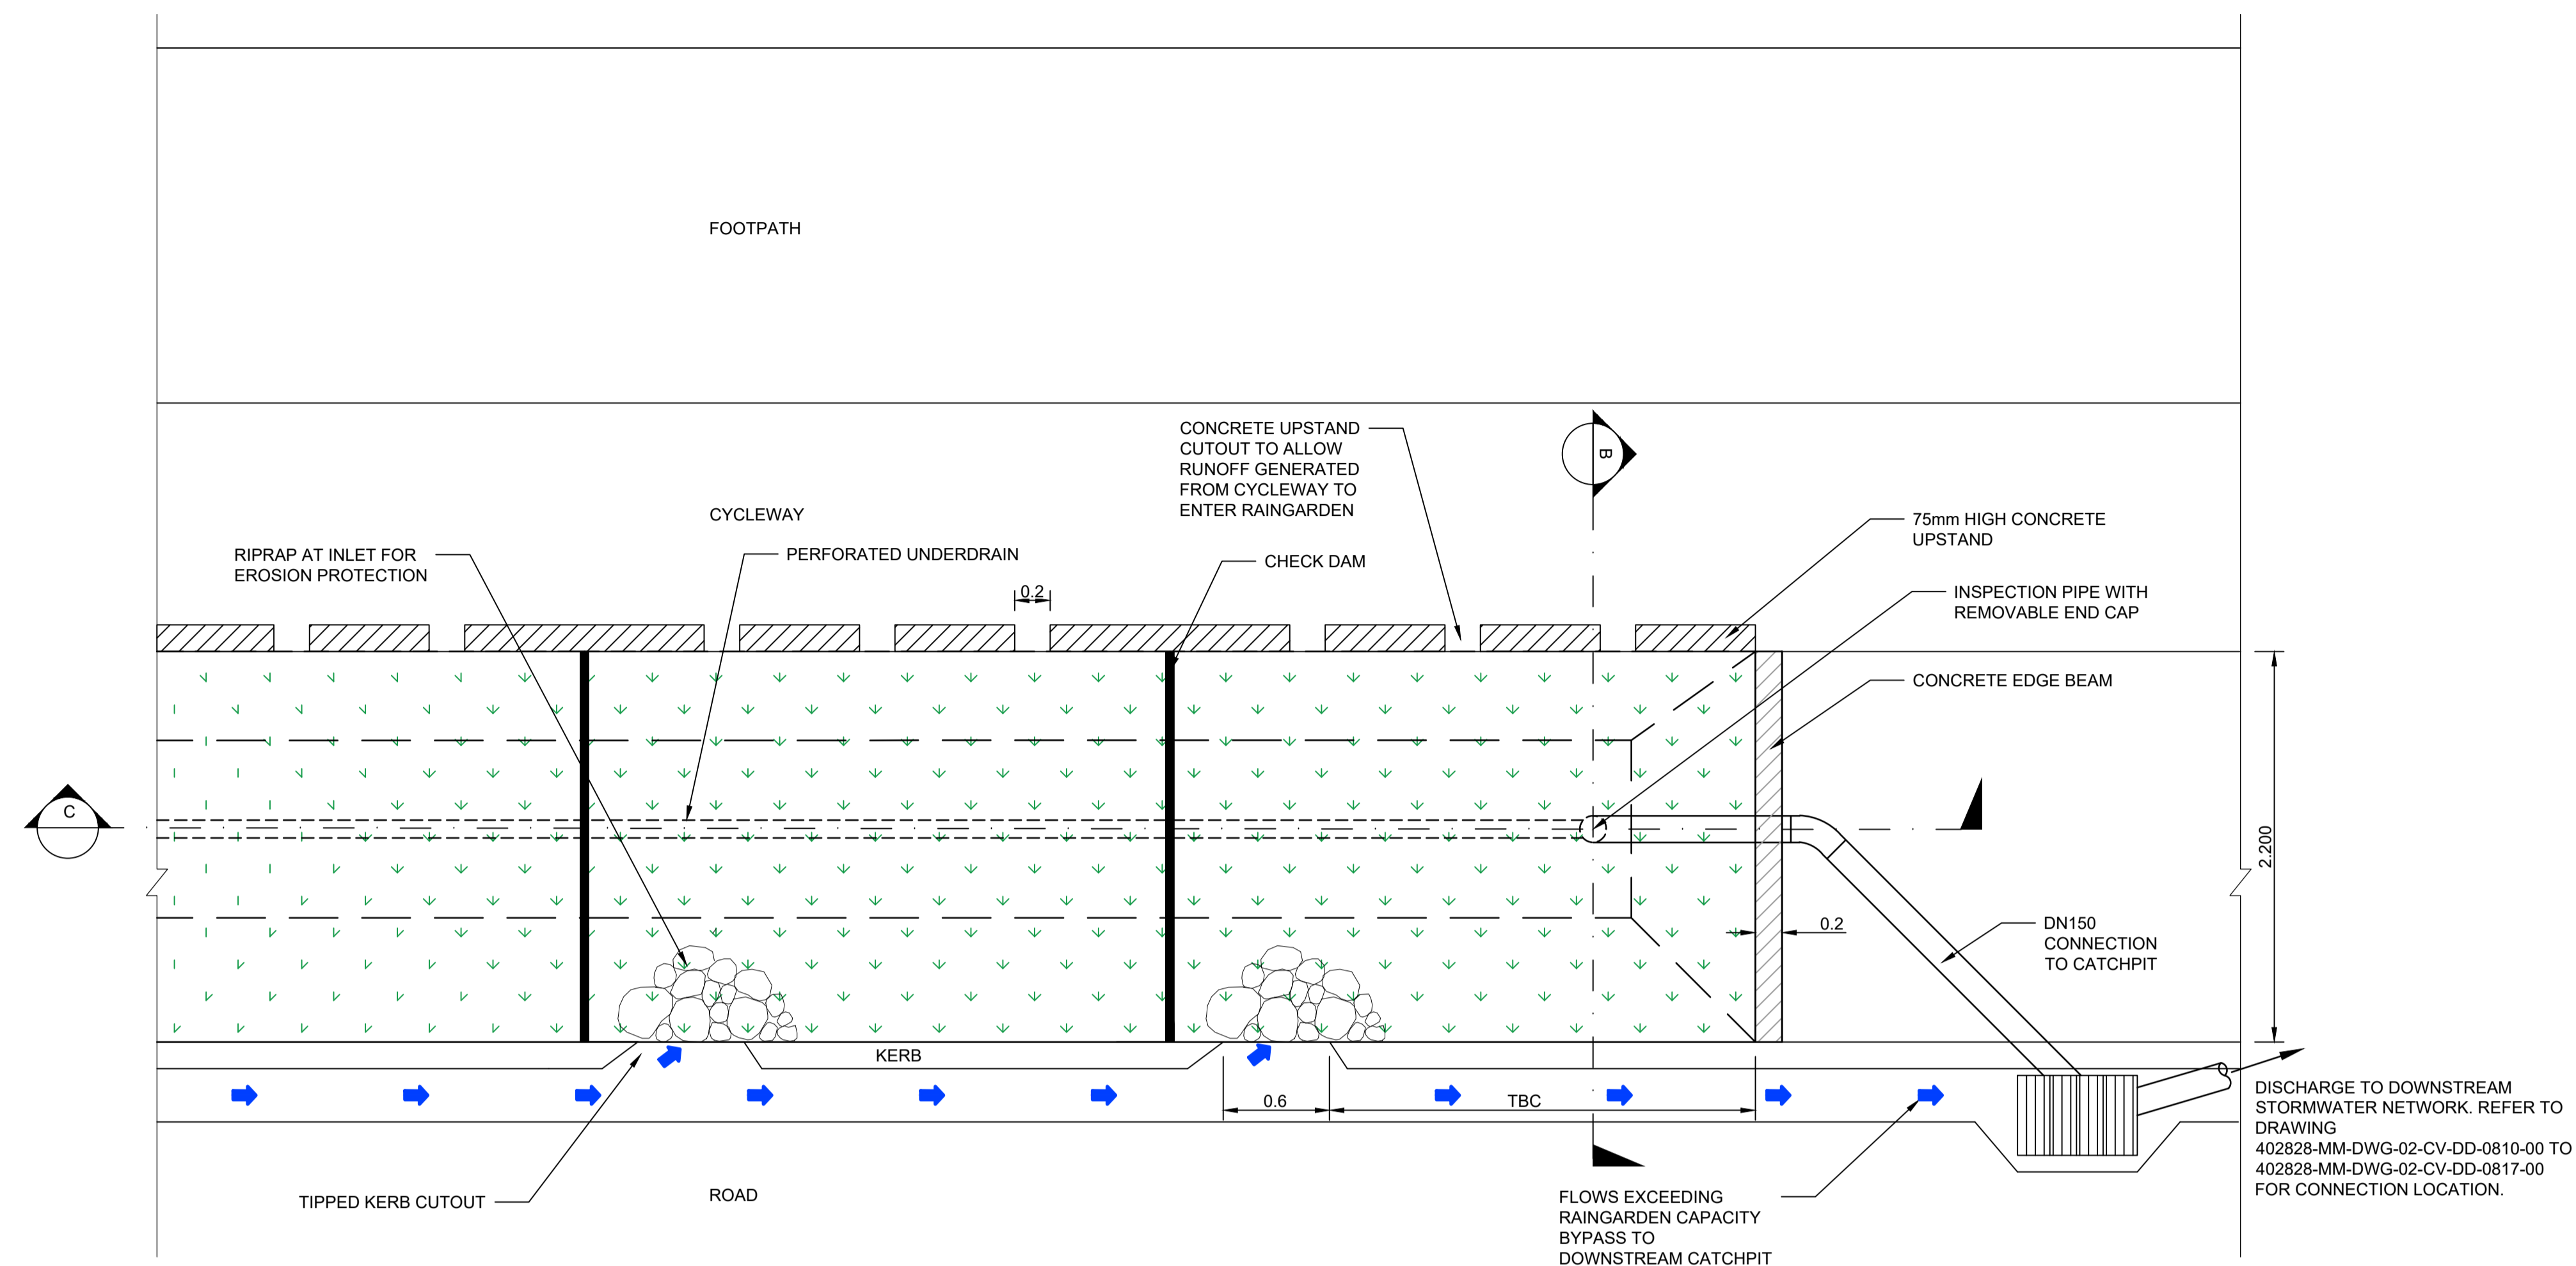 FOOTPATH
CONCRETE UPSTAND
CUTOUT TO ALLOW
RUNOFF GENERATED
FROM CYCLEWAY TO
ENTER RAINGARDEN
B
CYCLEWAY
75mm HIGH CONCRETE
UPSTAND
RIPRAP AT INLET FOR
EROSION PROTECTION
PERFORATED UNDERDRAIN
CHECK DAM
0.2
INSPECTION PIPE WITH
REMOVABLE END CAP
CONCRETE EDGE BEAM
C
2.200
0.2
DN150
CONNECTION
TO CATCHPIT
KERB
0.6
TBC
DISCHARGE TO DOWNSTREAM
STORMWATER NETWORK. REFER TO
DRAWING
402828-MM-DWG-02-CV-DD-0810-00 TO
402828-MM-DWG-02-CV-DD-0817-00
FOR CONNECTION LOCATION.
TIPPED KERB CUTOUT
ROAD
FLOWS EXCEEDING
RAINGARDEN CAPACITY
BYPASS TO
DOWNSTREAM CATCHPIT